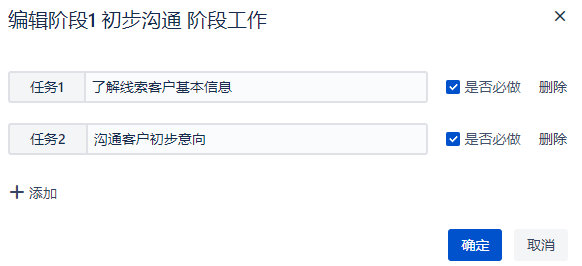 编辑阶段1 初步沟通 阶段工作
任务1 了解线索客户基本信息 是否必做 删除
任务2 沟通客户初步意向 是否必做 删除
添加
确定 取消